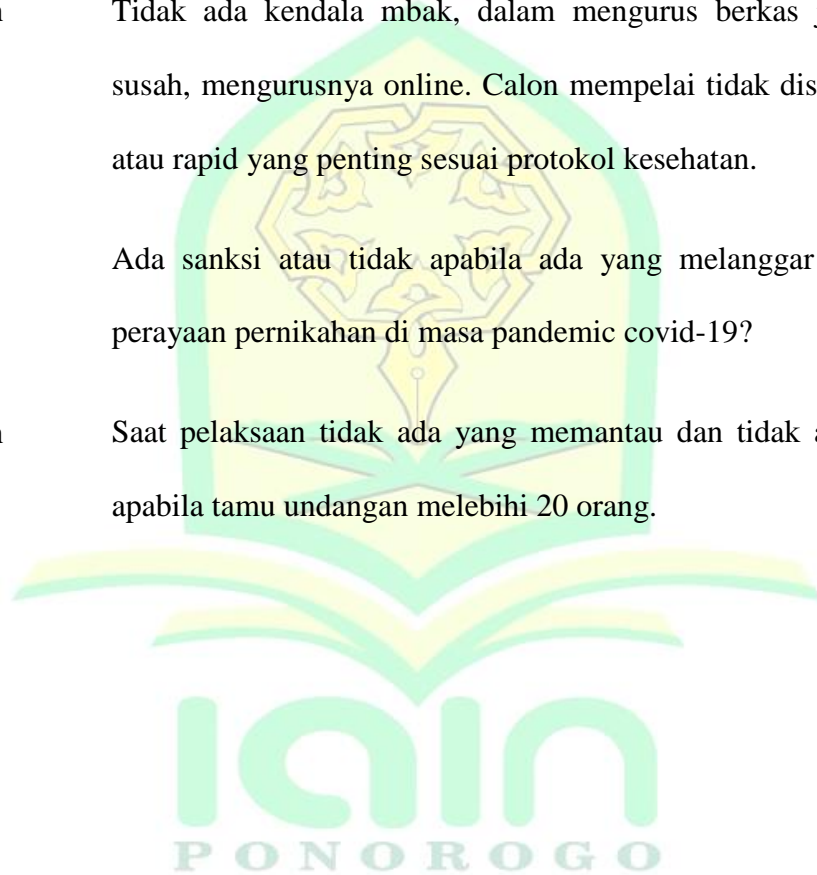 Tidak ada kendala mbak, dalam mengurus berkas
susah, mengurusnya online. Calon mempelai tidak
atau rapid yang penting sesuai protokol kesehatan.
Ada sanksi atau tidak apabila ada yang melanggar
perayaan pernikahan di masa pandemic covid-19?
Saat pelaksaan tidak ada yang memantau dan tidak
apabila tamu undangan melebihi 20 orang.
iain
PONOROGO